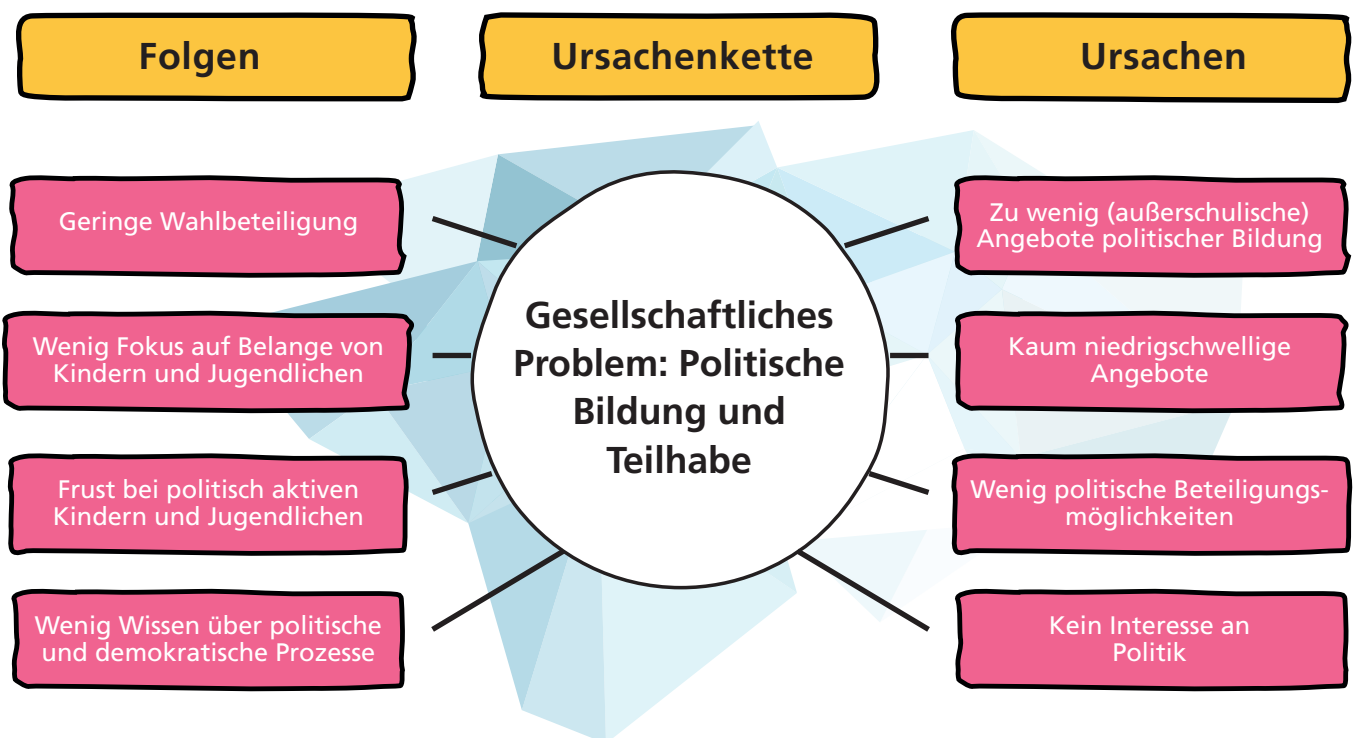 Folgen
Ursachenkette
Ursachen
Geringe Wahlbeteiligung
Wenig Fokus auf Belange von
Kindern und Jugendlichen
Frust bei politisch aktiven
Kindern und Jugendlichen
Wenig Wissen über politische
und demokratische Prozesse
Gesellschaftliches
Problem: Politische
Bildung und
Teilhabe
Zu wenig (außerschulische)
Angebote politischer Bildung
Kaum niedrigschwellige
Angebote
Wenig politische Beteiligungs-
möglichkeiten
Kein Interesse an
Politik